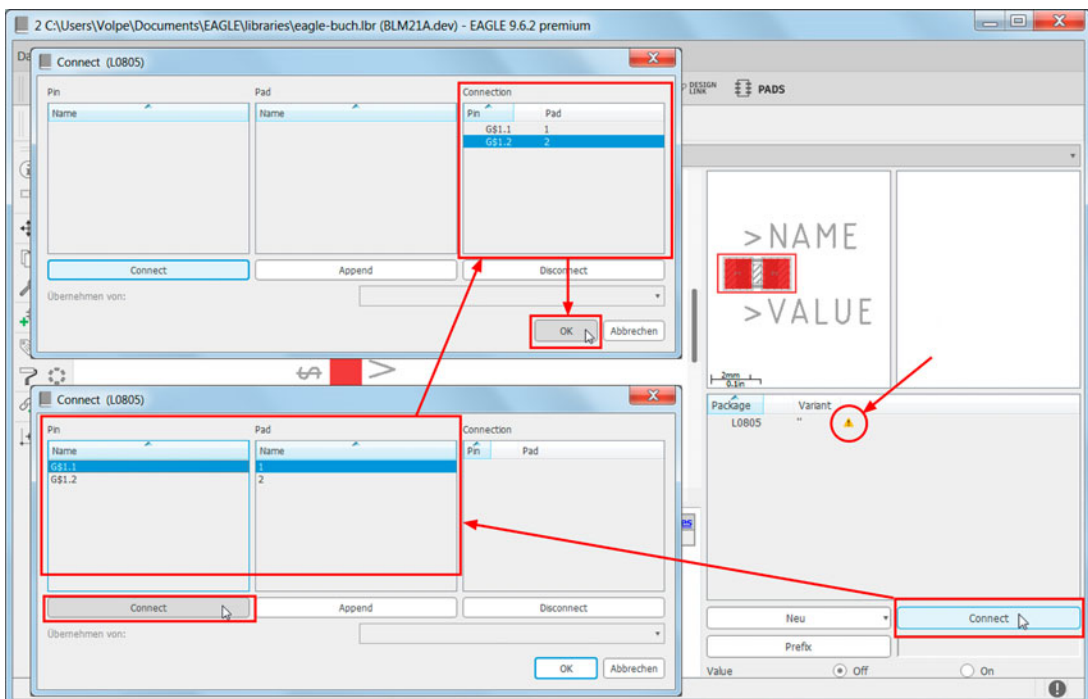 2 C:\Users\Volpe\Documents\EAGLE\libraries\eagle-buch.lbr (BLM21A.dev) - EAGLE 9.6.2 premium
Da
Connect (L0805)
Pin Pad Connection
Name Name Pin Pad
G$1.1 1
G$1.2 2
Connect Append Disconnect
Übernehmen von:
OK Abbrechen
DESIGN
LINK
PADS
>NAME
>VALUE
2mm
0.1in
Package Variant
L0805 ''
Connect (L0805)
Pin Pad Connection
Name Name Pin Pad
G$1.1 1
G$1.2 2
Connect Append Disconnect
Übernehmen von:
OK Abbrechen
Neu Connect
Prefix
Value Off On